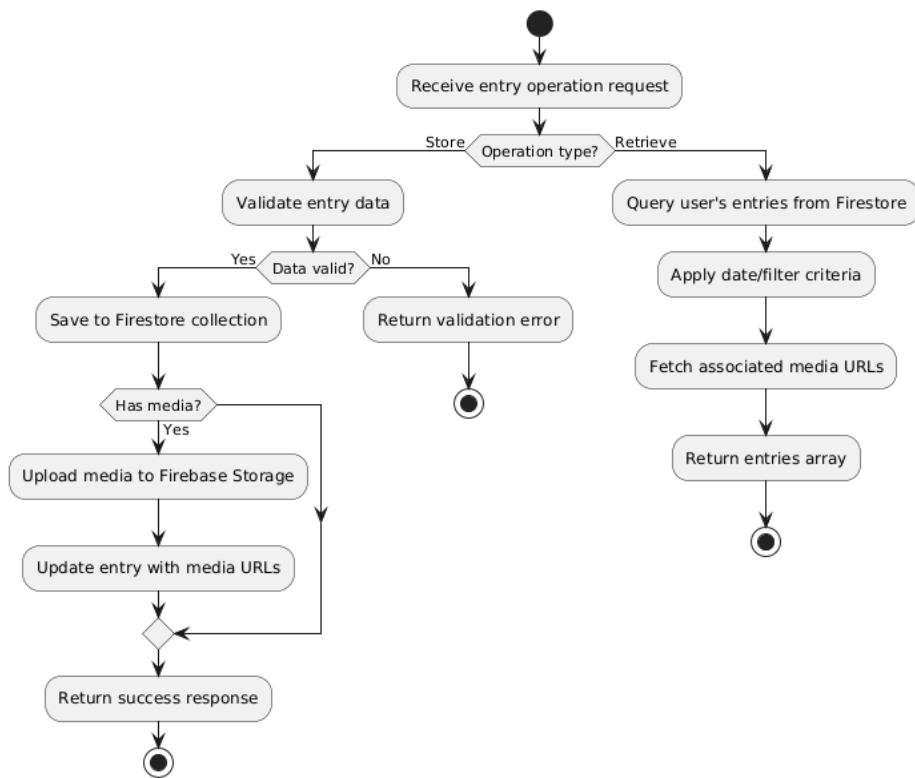 Receive entry operation request
Store
Operation type?
Retrieve
Validate entry data
Query user's entries from Firestore
Yes
Data valid?
No
Apply date/filter criteria
Save to Firestore collection
Return validation error
Fetch associated media URLs
Has media?
Yes
Return entries array
Upload media to Firebase Storage
Update entry with media URLs
Return success response